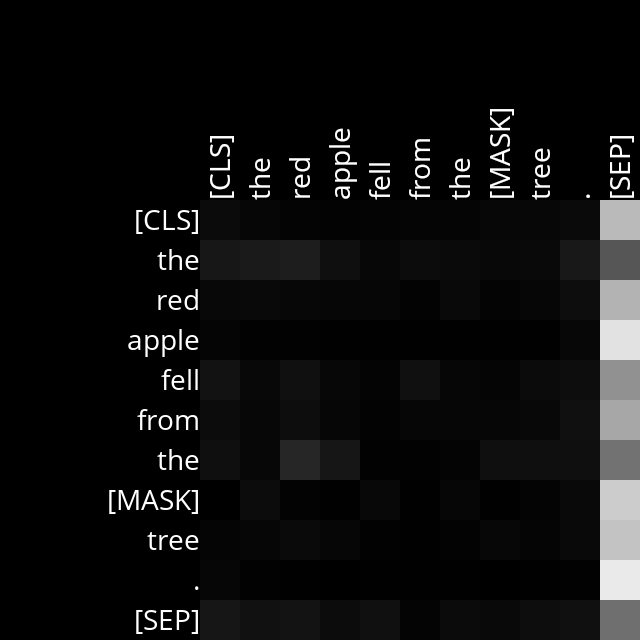 [CLS] the red apple fell from the [MASK] tree . [SEP]
[CLS]
the
red
apple
fell
from
the
[MASK]
tree
.
[SEP]